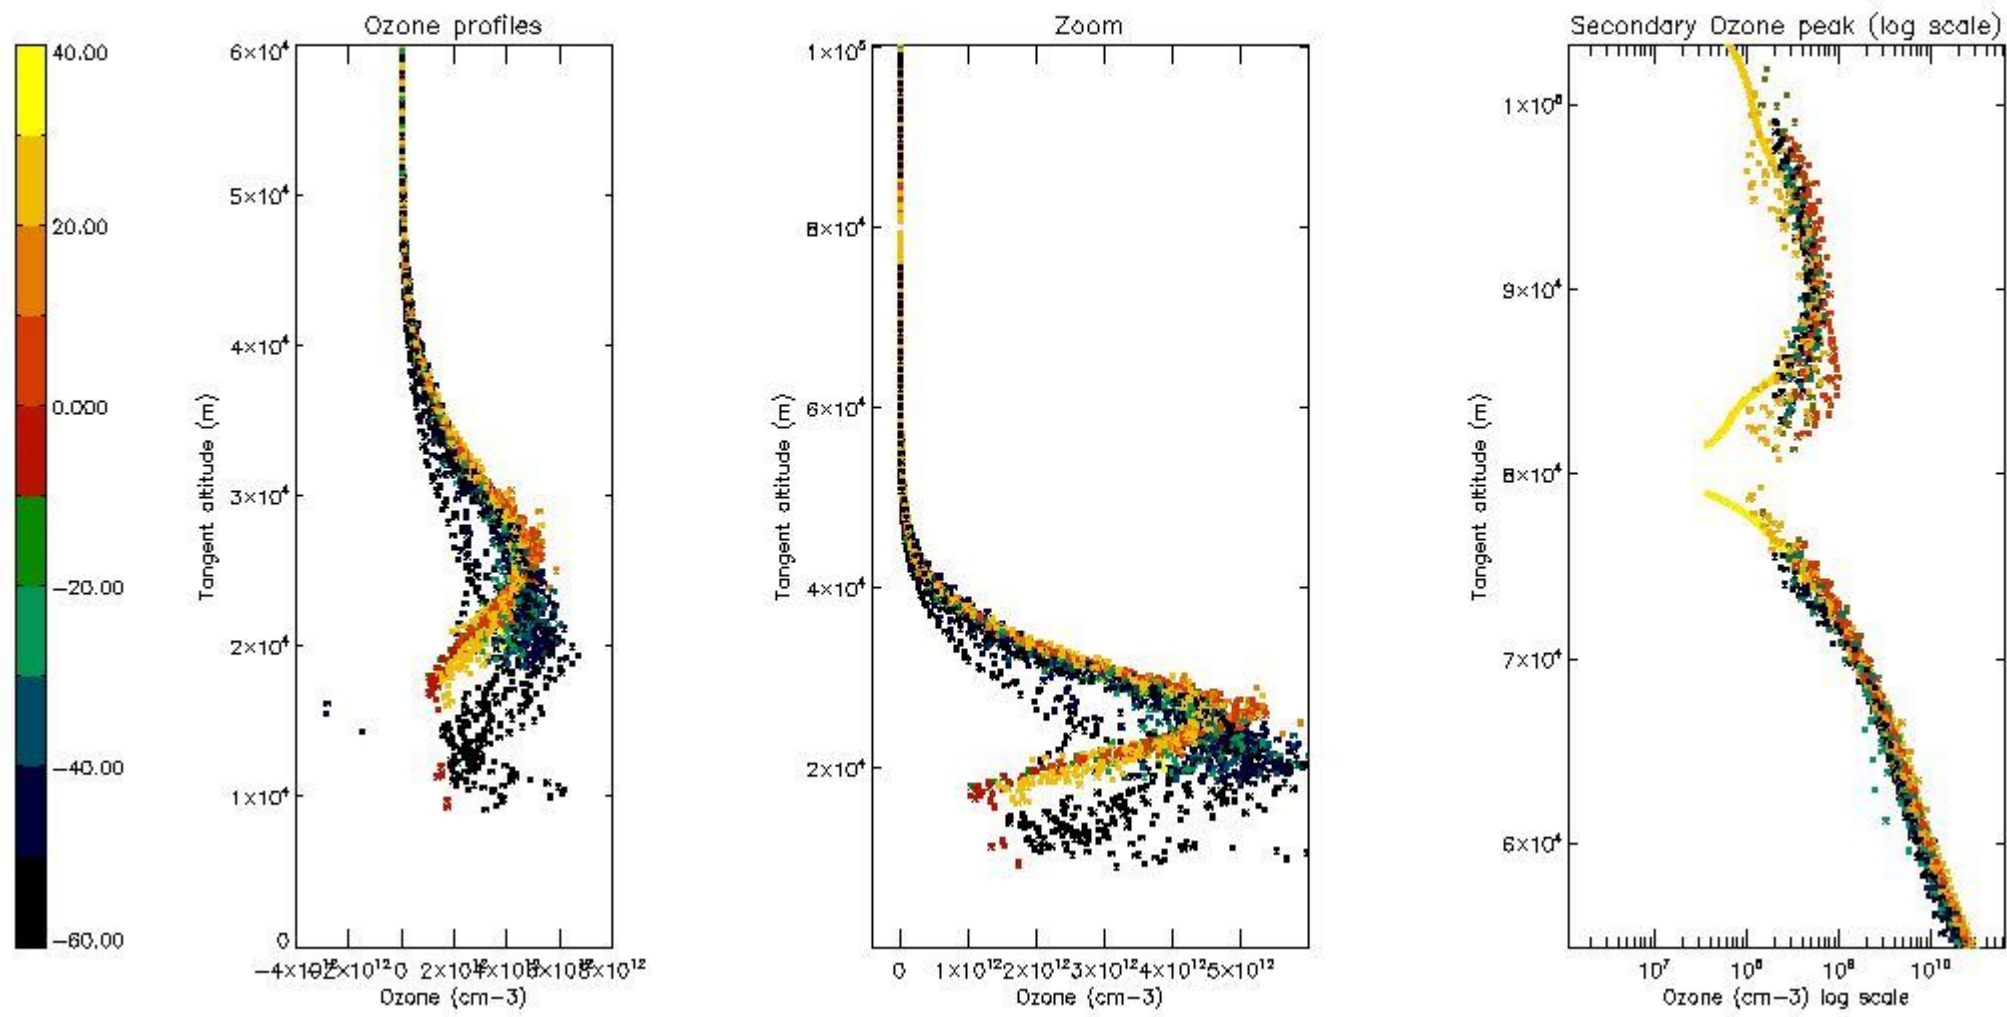 Ozone profiles
Zoom
Secondary Ozone peak (log scale)
40.00
20.00
0.000
−20.00
−40.00
−60.00
6×10⁴
5×10⁴
4×10⁴
3×10⁴
2×10⁴
1×10⁴
0
Tangent altitude (m)
0
Ozone (cm−3)
1×10⁵
8×10⁴
6×10⁴
4×10⁴
2×10⁴
Tangent altitude (m)
0 1×10¹² 2×10¹² 3×10¹² 4×10¹² 5×10¹²
Ozone (cm−3)
9×10⁴
8×10⁴
7×10⁴
6×10⁴
Tangent altitude (m)
10⁷ 10¹⁰
Ozone (cm−3) log scale